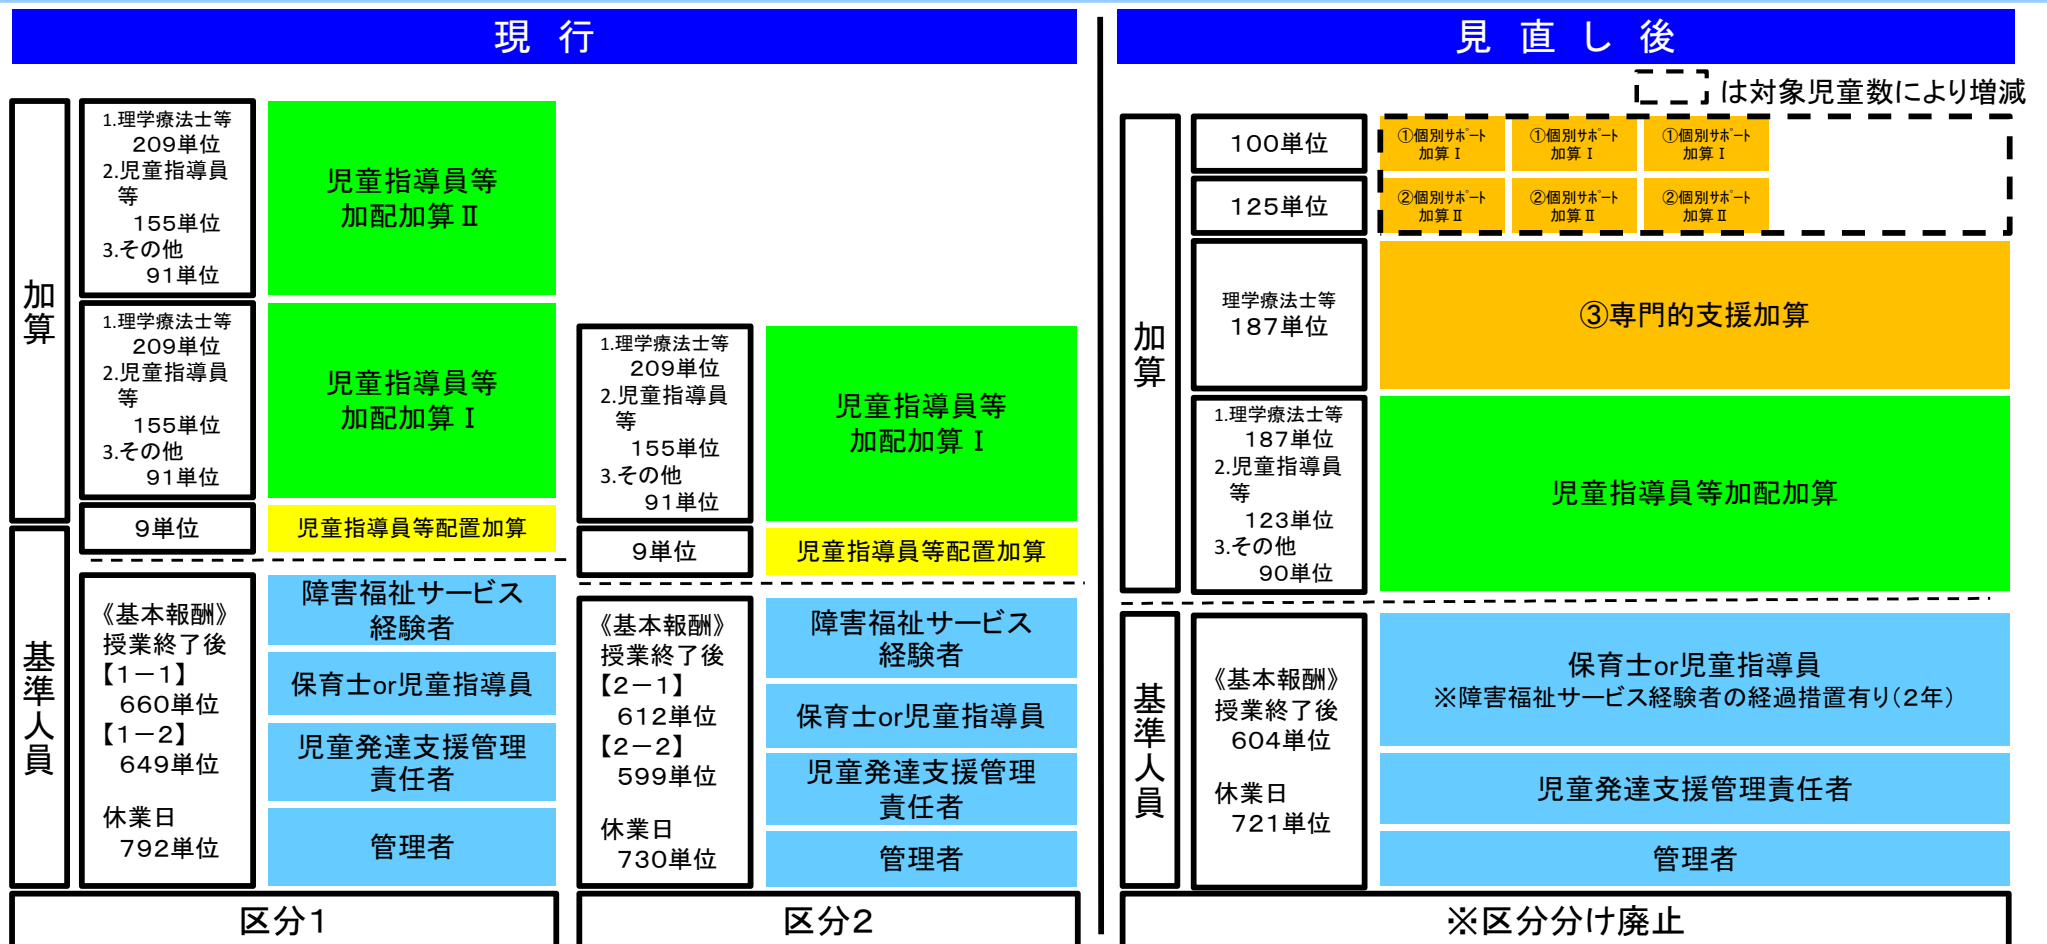 現行
加算
1.理学療法士等
209単位
2.児童指導員
等
155単位
3.その他
91単位
児童指導員等
加配加算Ⅱ
1.理学療法士等
209単位
2.児童指導員
等
155単位
3.その他
91単位
児童指導員等
加配加算Ⅰ
9単位
児童指導員等配置加算
基準人員
《基本報酬》
授業終了後
【1－1】
660単位
【1－2】
649単位
休業日
792単位
障害福祉サービス
経験者
保育士or児童指導員
児童発達支援管理
責任者
管理者
区分1
1.理学療法士等
209単位
2.児童指導員
等
155単位
3.その他
91単位
児童指導員等
加配加算Ⅰ
9単位
児童指導員等配置加算
《基本報酬》
授業終了後
【2－1】
612単位
【2－2】
599単位
休業日
730単位
障害福祉サービス
経験者
保育士or児童指導員
児童発達支援管理
責任者
管理者
区分2
見直し後
は対象児童数により増減
加算
100単位
①個別サポート
加算Ⅰ
①個別サポート
加算Ⅰ
①個別サポート
加算Ⅰ
125単位
②個別サポート
加算Ⅱ
②個別サポート
加算Ⅱ
②個別サポート
加算Ⅱ
理学療法士等
187単位
③専門的支援加算
1.理学療法士等
187単位
2.児童指導員
等
123単位
3.その他
90単位
児童指導員等加配加算
基準人員
《基本報酬》
授業終了後
604単位
休業日
721単位
保育士or児童指導員
※障害福祉サービス経験者の経過措置有り（2年）
児童発達支援管理責任者
管理者
※区分分け廃止